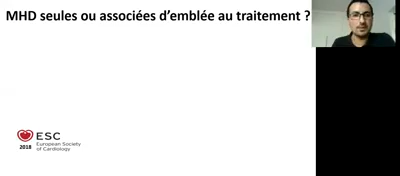 MHD seules ou associées d'emblée au traitement ?
ESC
European Society
of Cardiology
2018